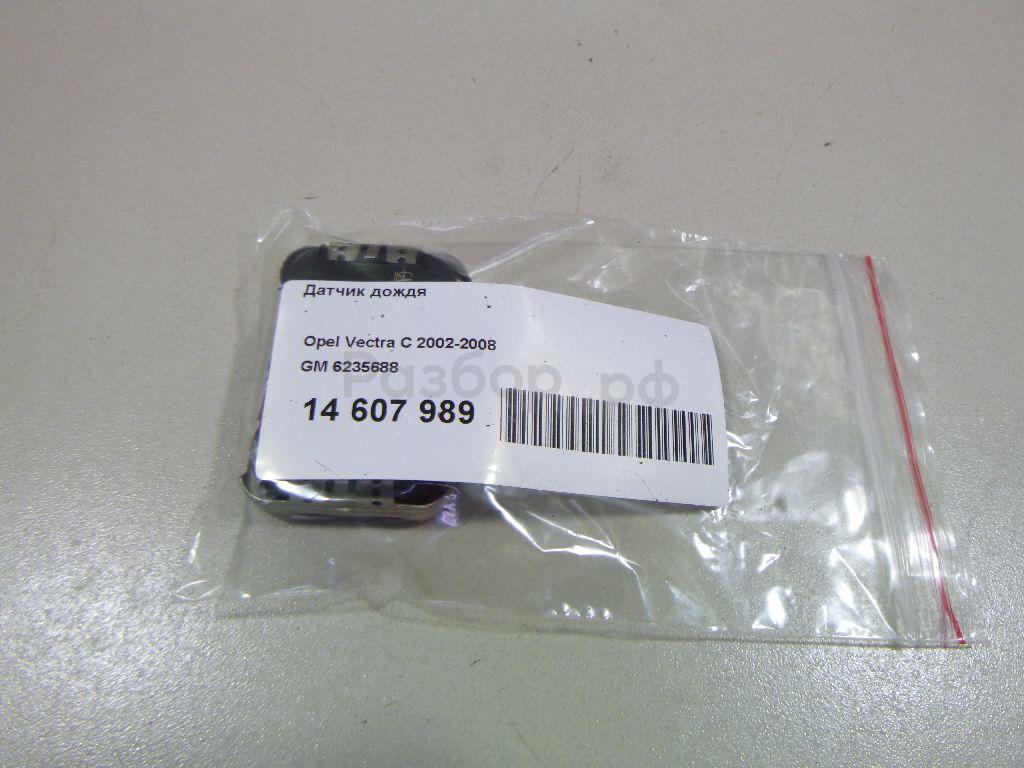 Датчик дождя
Opel Vectra C 2002-2008
GM 6235688
Разбор.рф
14 607 989